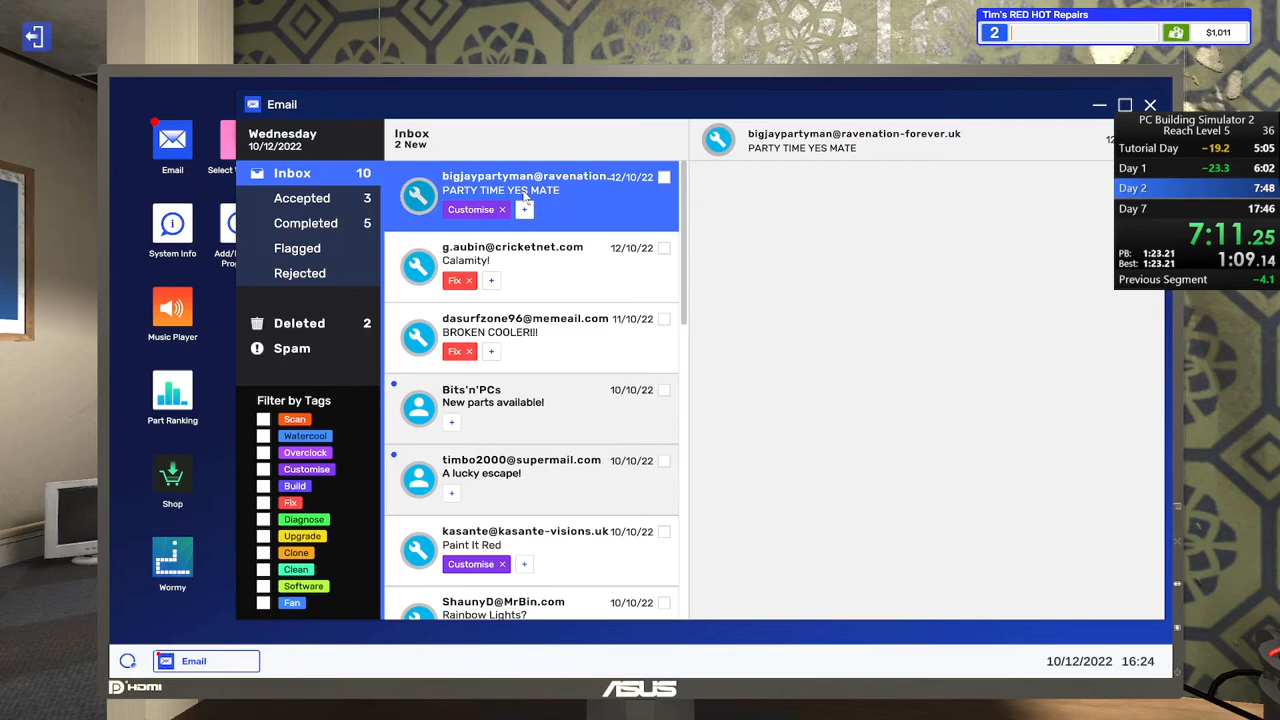 Tim's RED HOT Repairs
2
$1,011
Email
Wednesday
10/12/2022
Inbox
2 New
bigjaypartyman@ravenation-forever.uk
12
PARTY TIME YES MATE
Email
Select
System Info
Add/
Prog
Music Player
Part Ranking
Shop
Wormy
Inbox 10
Accepted 3
Completed 5
Flagged
Rejected
Deleted 2
Spam
Filter by Tags
Scan
Watercool
Overclock
Customise
Build
Fix
Diagnose
Upgrade
Clone
Clean
Software
Fan
bigjaypartyman@ravenation... 12/10/22
PARTY TIME YES MATE
Customise × +
g.aubin@cricketnet.com 12/10/22
Calamity!
Fix × +
dasurfzone96@memeail.com 11/10/22
BROKEN COOLER!!!
Fix × +
Bits'n'PCs 10/10/22
New parts available!
+
timbo2000@supermail.com 10/10/22
A lucky escape!
+
kasante@kasante-visions.uk 10/10/22
Paint It Red
Customise × +
ShaunyD@MrBin.com 10/10/22
Rainbow Lights?
PC Building Simulator 2
Reach Level 5 36
Tutorial Day -19.2 5:05
Day 1 -23.3 6:02
Day 2 7:48
Day 7 17:46
7:11.25
PB: 1:23.21
Best: 1:23.21
1:09.14
Previous Segment -4.1
Email
10/12/2022 16:24
HDMI
ASUS